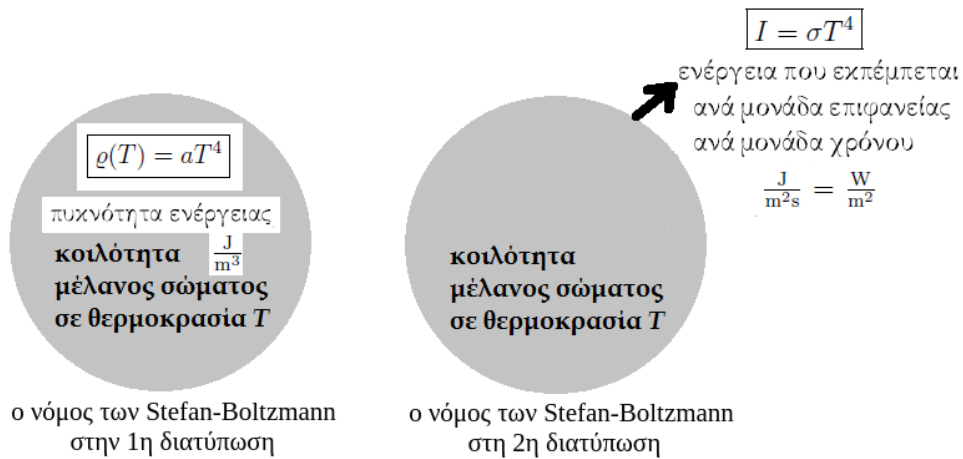 ϱ(T) = aT⁴
πυκνότητα ενέργειας
κοιλότητα J/m³
μέλανος σώματος
σε θερμοκρασία T
ο νόμος των Stefan-Boltzmann
στην 1η διατύπωση
I = σT⁴
ενέργεια που εκπέμπεται
ανά μονάδα επιφανείας
ανά μονάδα χρόνου
J/m²s = W/m²
κοιλότητα
μέλανος σώματος
σε θερμοκρασία T
ο νόμος των Stefan-Boltzmann
στη 2η διατύπωση